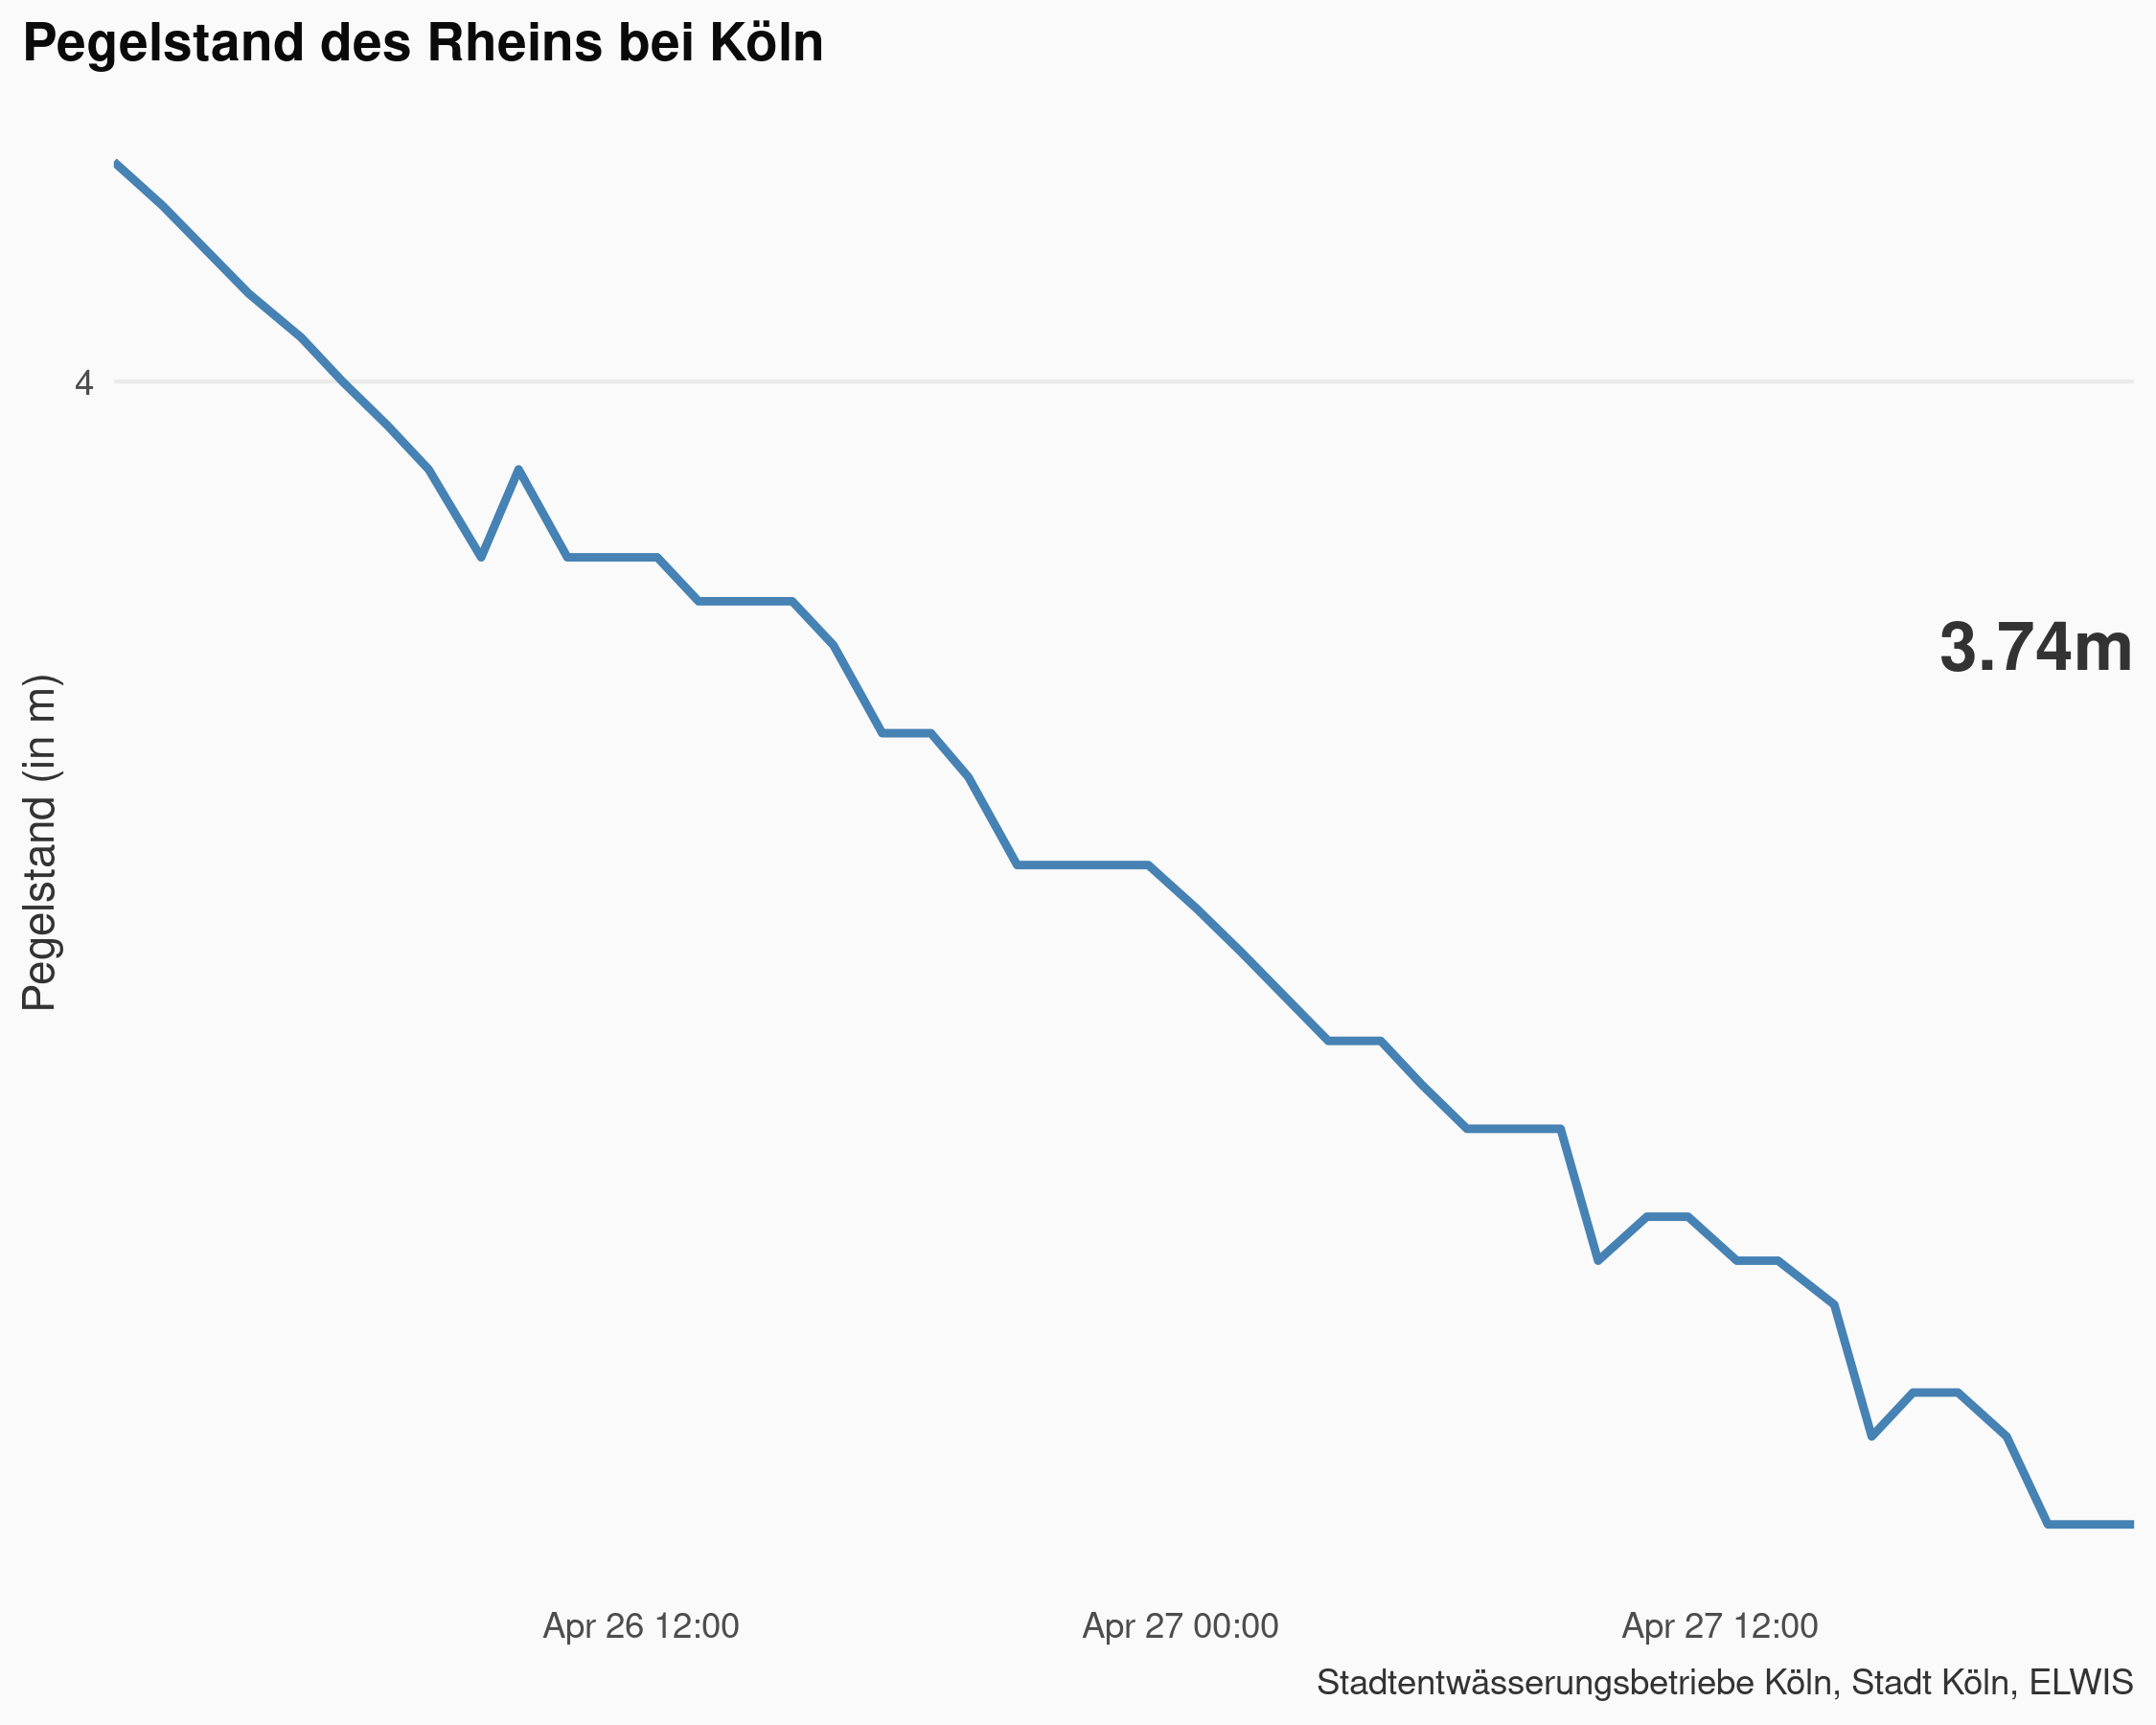 Pegelstand des Rheins bei Köln
4
3.74m
Pegelstand (in m)
Apr 26 12:00
Apr 27 00:00
Apr 27 12:00
Stadtentwässerungsbetriebe Köln, Stadt Köln, ELWIS